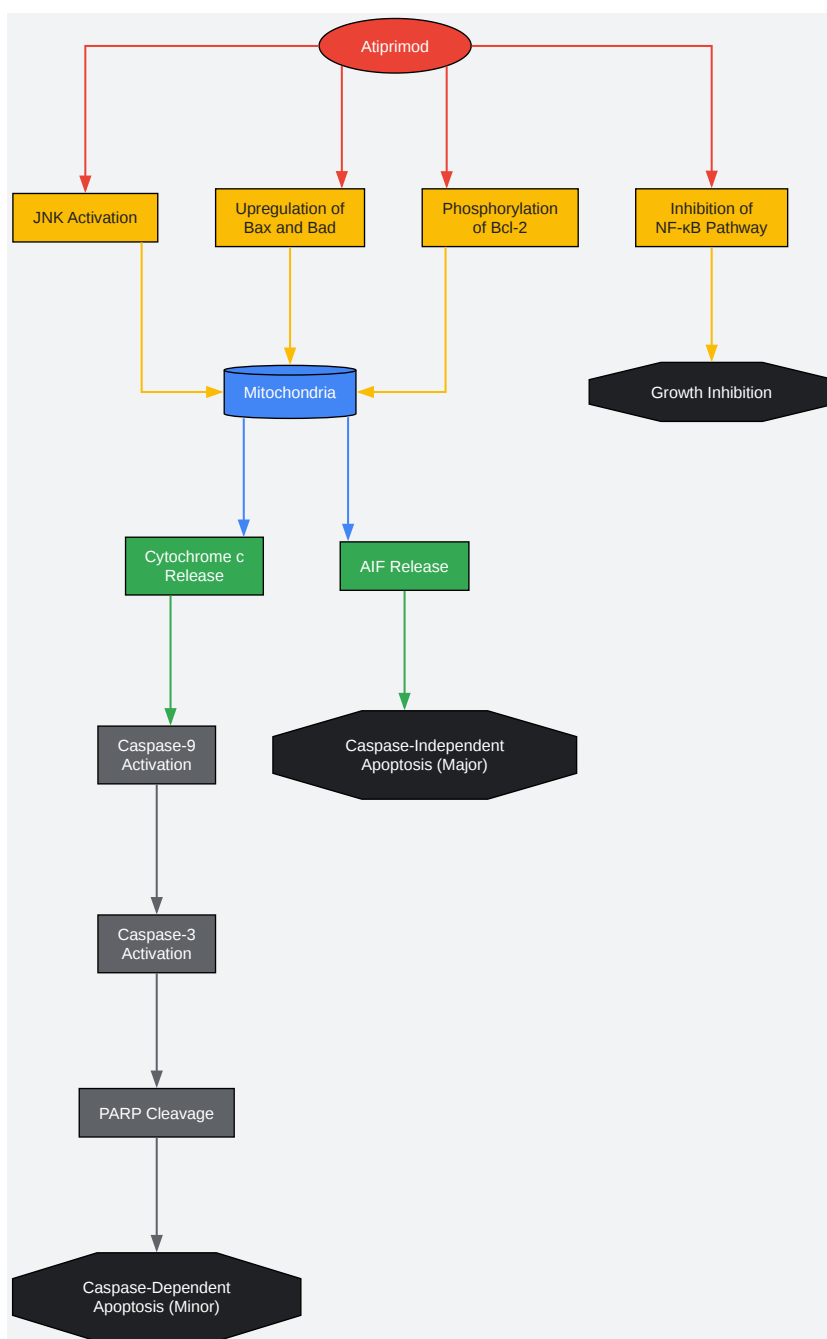 Atiprimod
JNK Activation
Upregulation of
Bax and Bad
Phosphorylation
of Bcl-2
Inhibition of
NF-κB Pathway
Mitochondria
Growth Inhibition
Cytochrome c
Release
AIF Release
Caspase-9
Activation
Caspase-Independent
Apoptosis (Major)
Caspase-3
Activation
PARP Cleavage
Caspase-Dependent
Apoptosis (Minor)